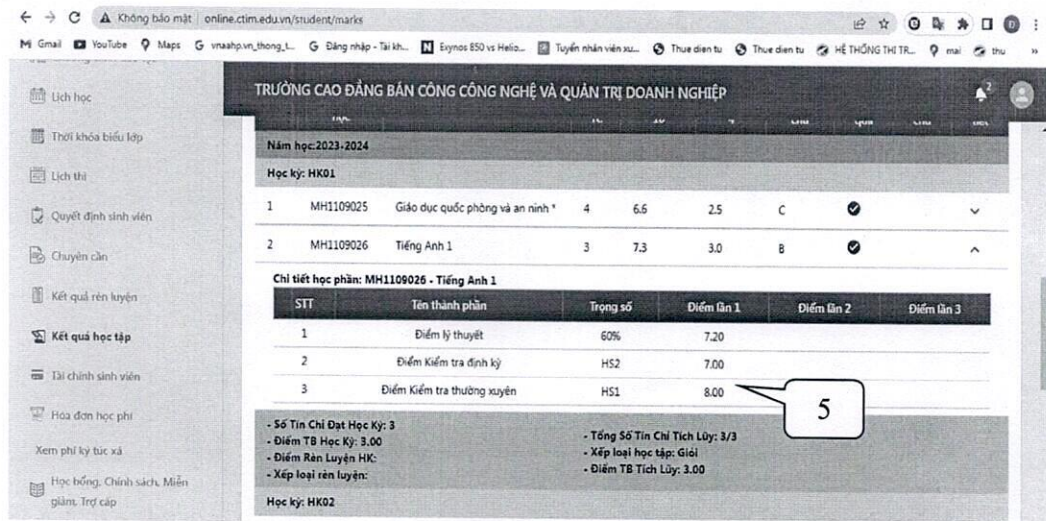 Không bảo mật | online.ctim.edu.vn/student/marks
Gmail YouTube Maps vnaahp.vn_thong_t... Đăng nhập - Tài kh... Exynos 850 vs Helio... Tuyển nhân viên xu... Thue dien tu Thue dien tu HỆ THỐNG THI TR... mai thu »
TRƯỜNG CAO ĐẲNG BÁN CÔNG CÔNG NGHỆ VÀ QUẢN TRỊ DOANH NGHIỆP 2
Lịch học
Thời khóa biểu lớp
Lịch thi
Quyết định sinh viên
Chuyên cần
Kết quả rèn luyện
Kết quả học tập
Tài chính sinh viên
Hóa đơn học phí
Xem phí ký túc xá
Học bổng, Chính sách, Miễn
giảm, Trợ cấp
Năm học:2023-2024
Học kỳ: HK01
1 MH1109025 Giáo dục quốc phòng và an ninh * 4 6.6 2.5 C
2 MH1109026 Tiếng Anh 1 3 7.3 3.0 B
Chi tiết học phần: MH1109026 - Tiếng Anh 1
STT Tên thành phần Trọng số Điểm lần 1 Điểm lần 2 Điểm lần 3
1 Điểm lý thuyết 60% 7.20
2 Điểm Kiểm tra định kỳ HS2 7.00
3 Điểm Kiểm tra thường xuyên HS1 8.00
5
- Số Tín Chỉ Đạt Học Kỳ: 3
- Điểm TB Học Kỳ: 3.00
- Điểm Rèn Luyện HK:
- Xếp loại rèn luyện:
- Tổng Số Tín Chỉ Tích Lũy: 3/3
- Xếp loại học tập: Giỏi
- Điểm TB Tích Lũy: 3.00
Học kỳ: HK02